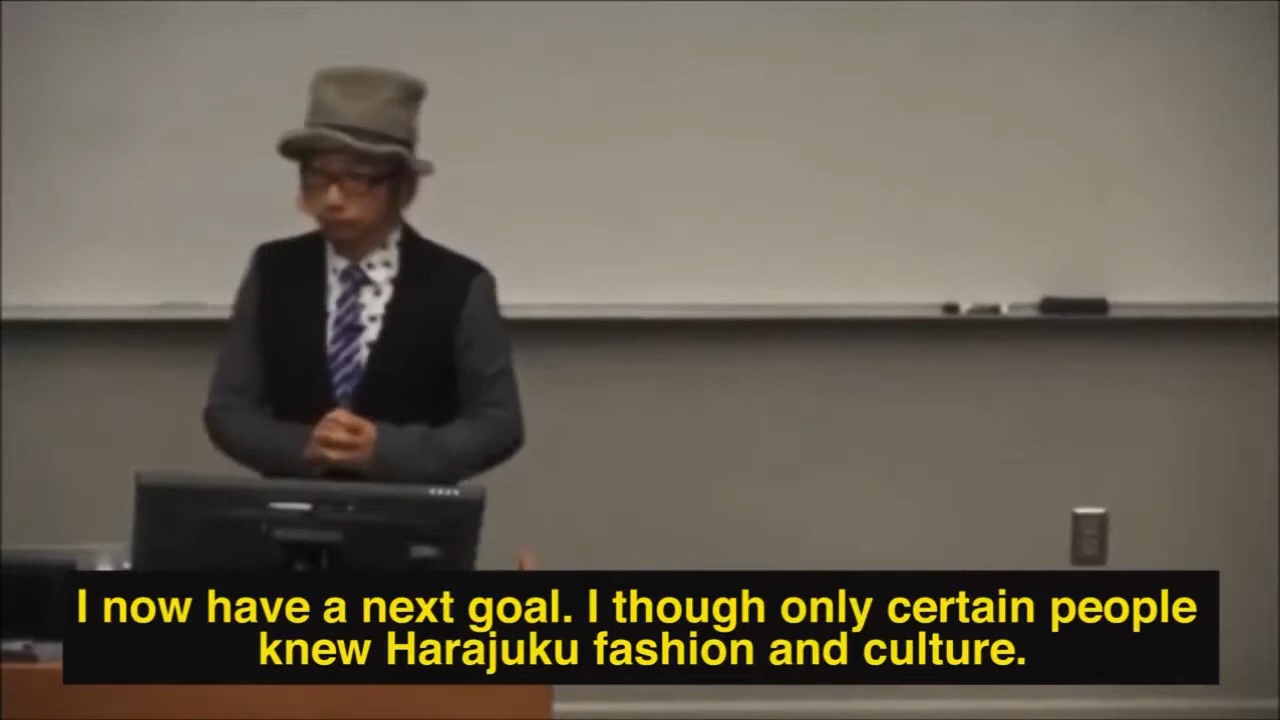 I now have a next goal. I though only certain people
knew Harajuku fashion and culture.